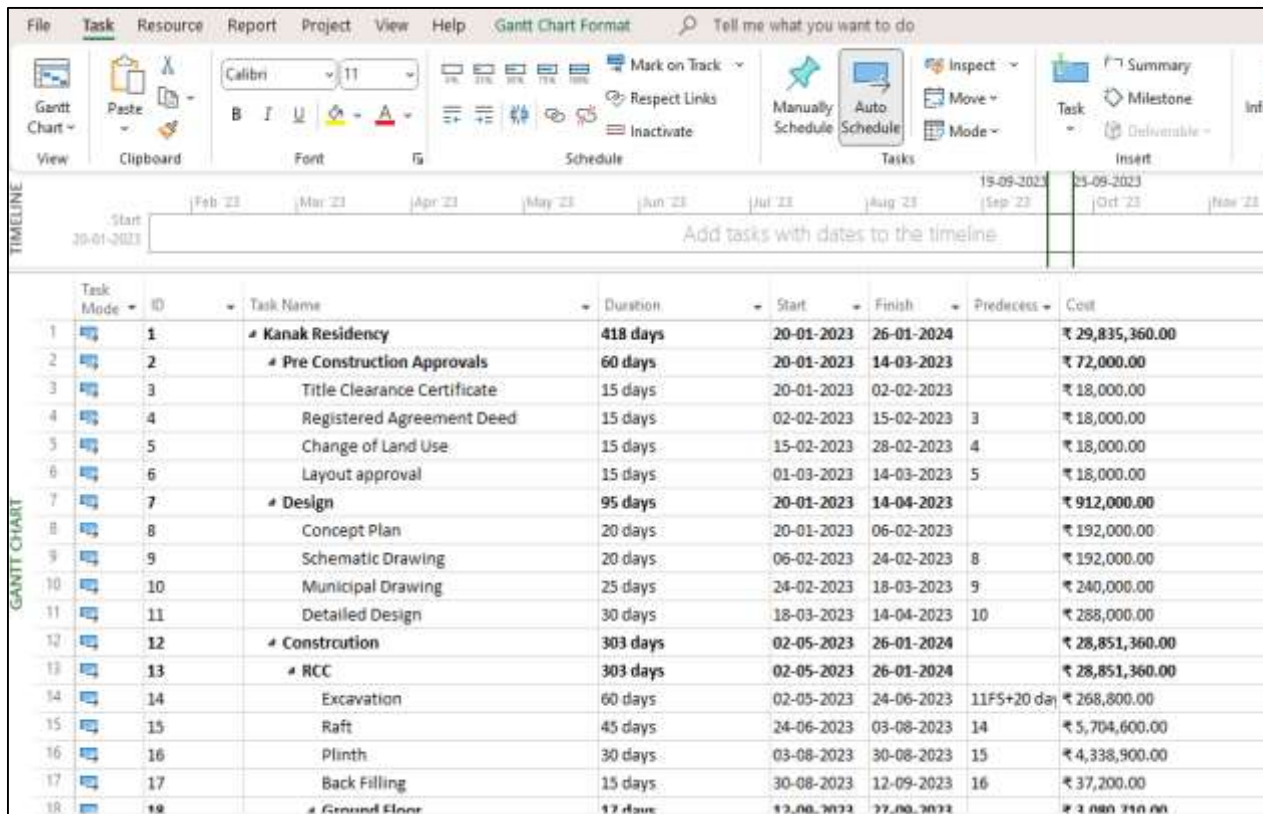 File Task Resource Report Project View Help Gantt Chart Format Tell me what you want to do
Gantt Chart
Paste
Calibri 11
B I U A
Mark on Track
Respect Links
Inactivate
Manually Schedule
Auto Schedule
Inspect
Move
Mode
Task
Summary
Milestone
Deliverable
Inf
View Clipboard Font Schedule Tasks Insert
TIMELINE
19-09-2023 25-09-2023
Feb '23 Mar '23 Apr '23 May '23 Jun '23 Jul '23 Aug '23 Sep '23 Oct '23 Nov '23
Start
20-01-2023
Add tasks with dates to the timeline
GANTT CHART
Task Mode ID Task Name Duration Start Finish Predecess Cost
1 1 Kanak Residency 418 days 20-01-2023 26-01-2024 ₹ 29,835,360.00
2 2 Pre Construction Approvals 60 days 20-01-2023 14-03-2023 ₹ 72,000.00
3 3 Title Clearance Certificate 15 days 20-01-2023 02-02-2023 ₹ 18,000.00
4 4 Registered Agreement Deed 15 days 02-02-2023 15-02-2023 3 ₹ 18,000.00
5 5 Change of Land Use 15 days 15-02-2023 28-02-2023 4 ₹ 18,000.00
6 6 Layout approval 15 days 01-03-2023 14-03-2023 5 ₹ 18,000.00
7 7 Design 95 days 20-01-2023 14-04-2023 ₹ 912,000.00
8 8 Concept Plan 20 days 20-01-2023 06-02-2023 ₹ 192,000.00
9 9 Schematic Drawing 20 days 06-02-2023 24-02-2023 8 ₹ 192,000.00
10 10 Municipal Drawing 25 days 24-02-2023 18-03-2023 9 ₹ 240,000.00
11 11 Detailed Design 30 days 18-03-2023 14-04-2023 10 ₹ 288,000.00
12 12 Constrcution 303 days 02-05-2023 26-01-2024 ₹ 28,851,360.00
13 13 RCC 303 days 02-05-2023 26-01-2024 ₹ 28,851,360.00
14 14 Excavation 60 days 02-05-2023 24-06-2023 11FS+20 day ₹ 268,800.00
15 15 Raft 45 days 24-06-2023 03-08-2023 14 ₹ 5,704,600.00
16 16 Plinth 30 days 03-08-2023 30-08-2023 15 ₹ 4,338,900.00
17 17 Back Filling 15 days 30-08-2023 12-09-2023 16 ₹ 37,200.00
18 18 Ground Floor 17 days 12-09-2023 27-09-2023 ₹ 3,080,710.00